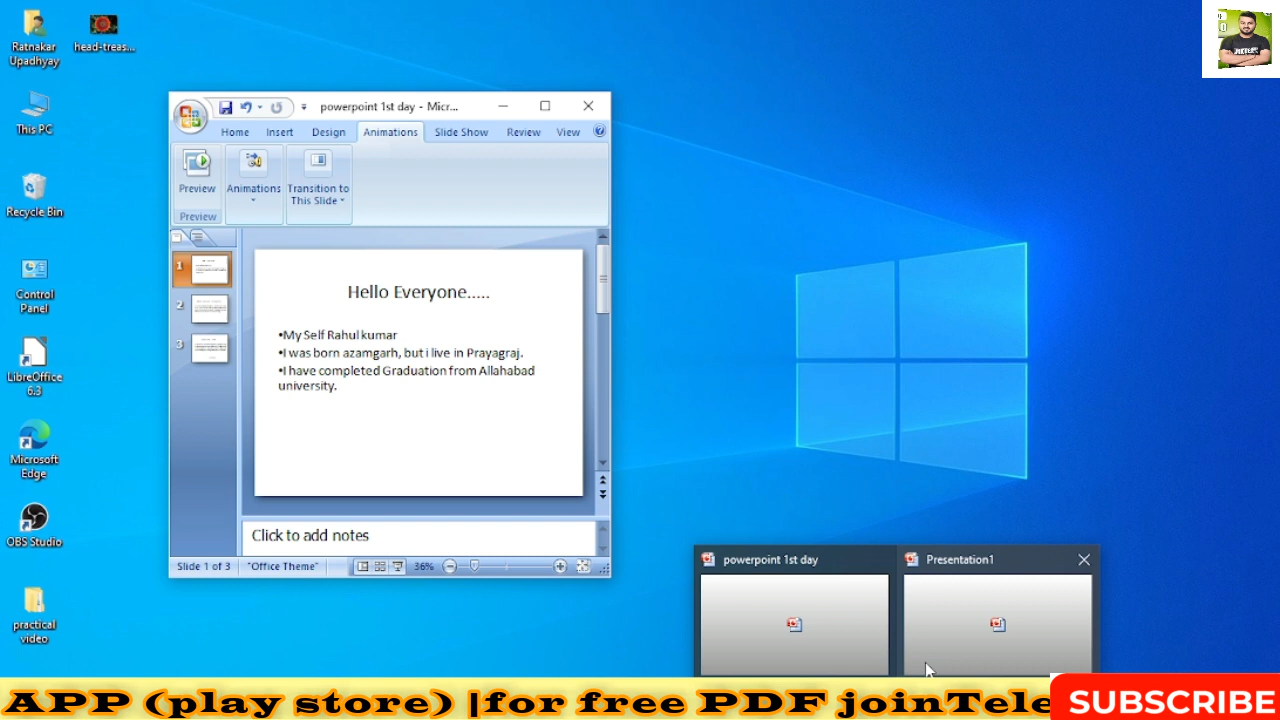 Ratnakar
Upadhyay
head-treas...
This PC
Recycle Bin
Control
Panel
LibreOffice
6.3
Microsoft
Edge
OBS Studio
practical
video
powerpoint 1st day - Micr...
Home Insert Design Animations Slide Show Review View
Preview Animations Transition to
This Slide
Preview
1
2
3
Hello Everyone.....
•My Self Rahul kumar
•I was born azamgarh, but i live in Prayagraj.
•I have completed Graduation from Allahabad
university.
Click to add notes
Slide 1 of 3 "Office Theme" 36%
powerpoint 1st day Presentation1
APP (play store) |for free PDF joinTele
SUBSCRIBE